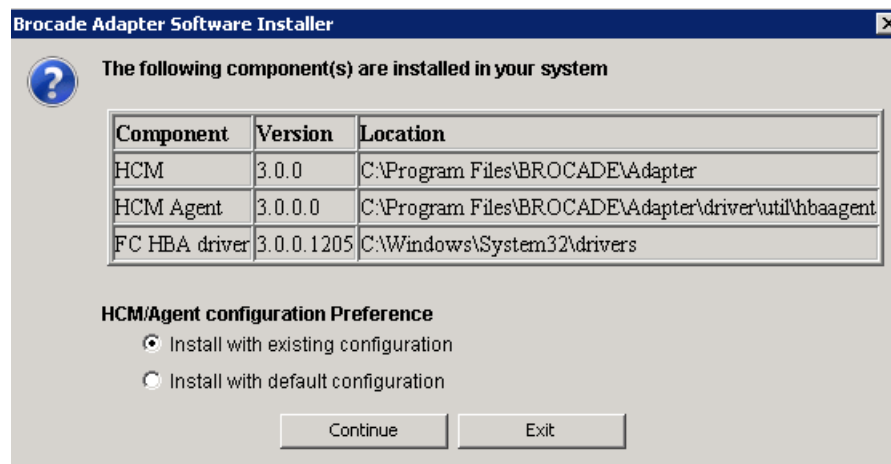 Brocade Adapter Software Installer
The following component(s) are installed in your system
Component Version Location
HCM 3.0.0 C:\Program Files\BROCADE\Adapter
HCM Agent 3.0.0.0 C:\Program Files\BROCADE\Adapter\driver\util\hbaagent
FC HBA driver 3.0.0.1205 C:\Windows\System32\drivers
HCM/Agent configuration Preference
Install with existing configuration
Install with default configuration
Continue Exit